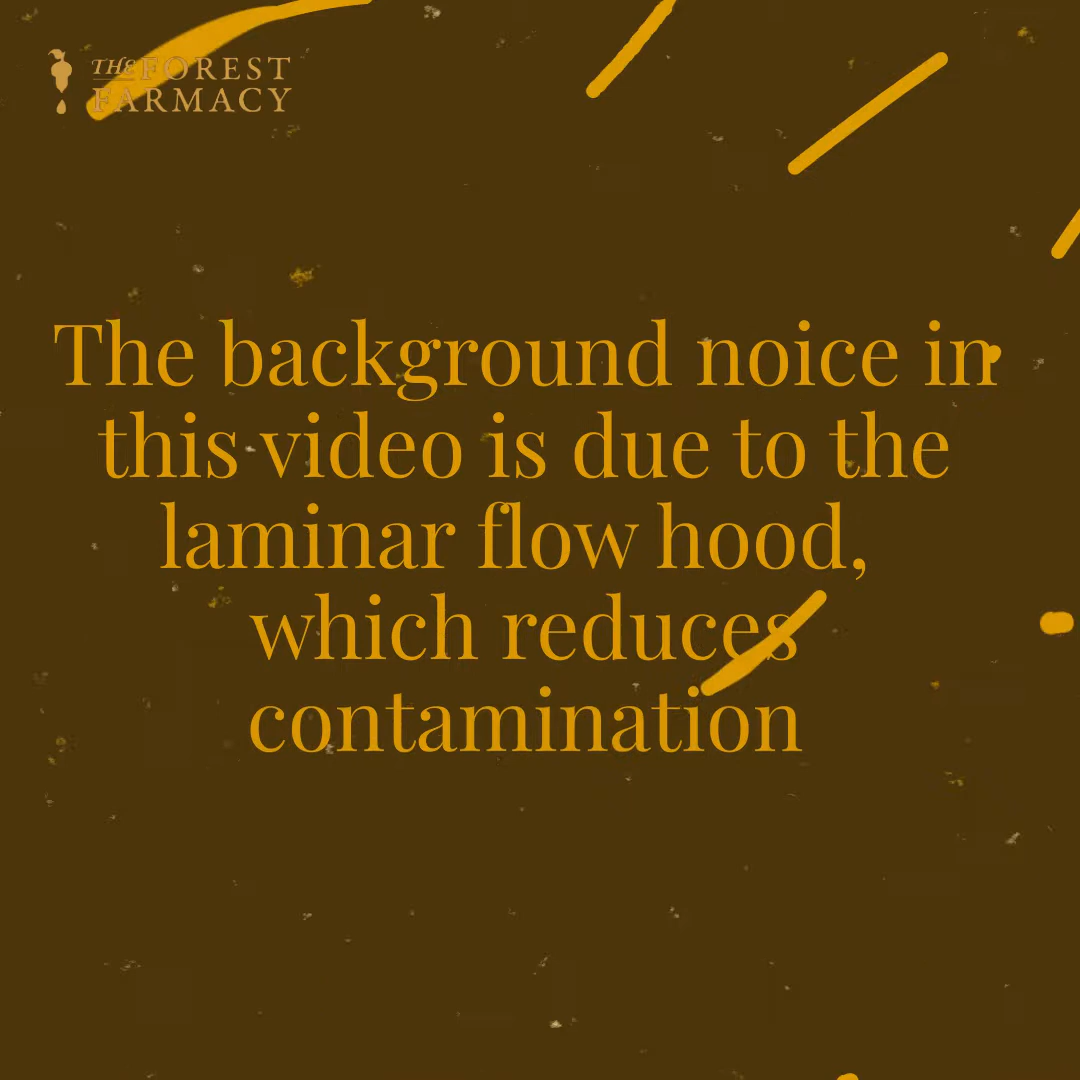 THE FOREST
FARMACY
The background noice in
this video is due to the
laminar flow hood,
which reduces
contamination